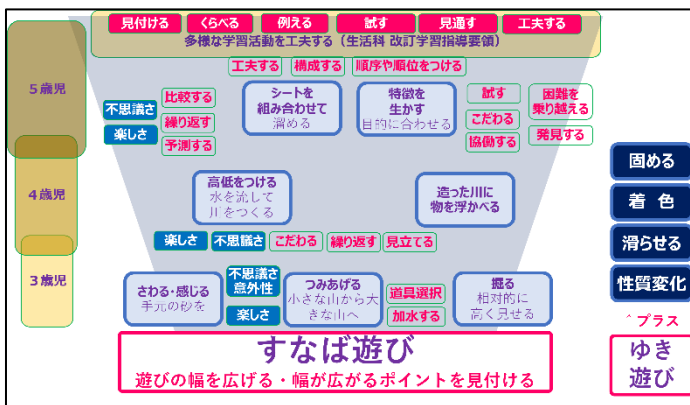 見付ける
くらべる
例える
試す
見通す
工夫する
多様な学習活動を工夫する(生活科 改訂学習指導要領)
工夫する
構成する
順序や順位をつける
5歳児
不思議さ
楽しさ
比較する
繰り返す
予測する
シートを
組み合わせて
溜める
特徴を
生かす
目的に合わせる
試す
こだわる
協働する
困難を
乗り越える
発見する
4歳児
高低をつける
水を流して
川をつくる
造った川に
物を浮かべる
楽しさ
不思議さ
こだわる
繰り返す
見立てる
3歳児
さわる・感じる
手元の砂を
不思議さ
意外性
楽しさ
つみあげる
小さな山から大
きな山へ
道具選択
加水する
掘る
相対的に
高く見せる
すなば遊び
遊びの幅を広げる・幅が広がるポイントを見付ける
固める
着 色
滑らせる
性質変化
^プラス
ゆき
遊び